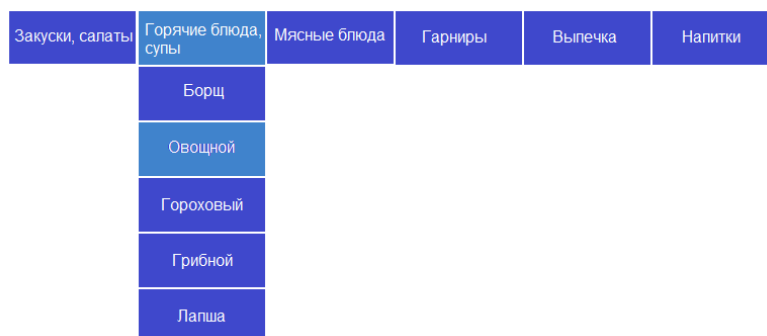 Закуски, салаты
Горячие блюда,
супы
Мясные блюда
Гарниры
Выпечка
Напитки
Борщ
Овощной
Гороховый
Грибной
Лапша